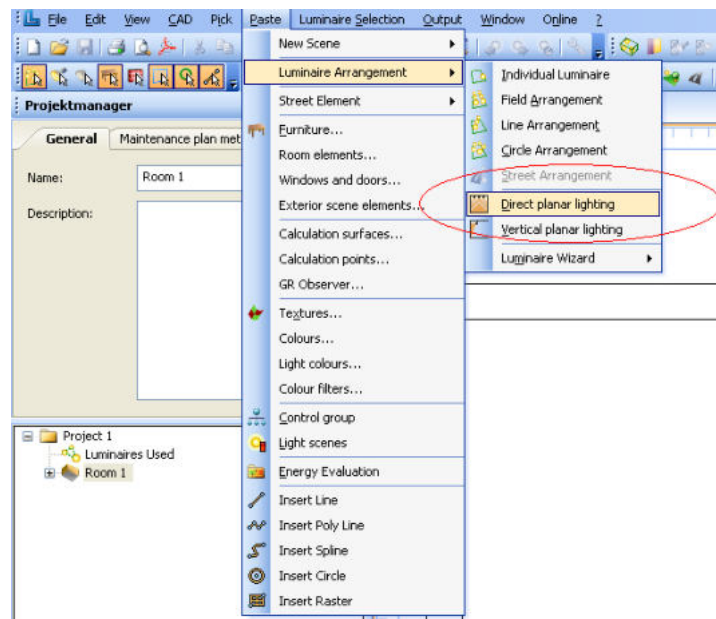 File Edit View CAD Pick Paste Luminaire Selection Output Window Online ?
Projektmanager
General Maintenance plan met
Name: Room 1
Description:
Project 1
Luminaires Used
Room 1
New Scene
Luminaire Arrangement
Street Element
Furniture...
Room elements...
Windows and doors...
Exterior scene elements...
Calculation surfaces...
Calculation points...
GR Observer...
Textures...
Colours...
Light colours...
Colour filters...
Control group
Light scenes
Energy Evaluation
Insert Line
Insert Poly Line
Insert Spline
Insert Circle
Insert Raster
Individual Luminaire
Field Arrangement
Line Arrangement
Circle Arrangement
Street Arrangement
Direct planar lighting
Vertical planar lighting
Luminaire Wizard